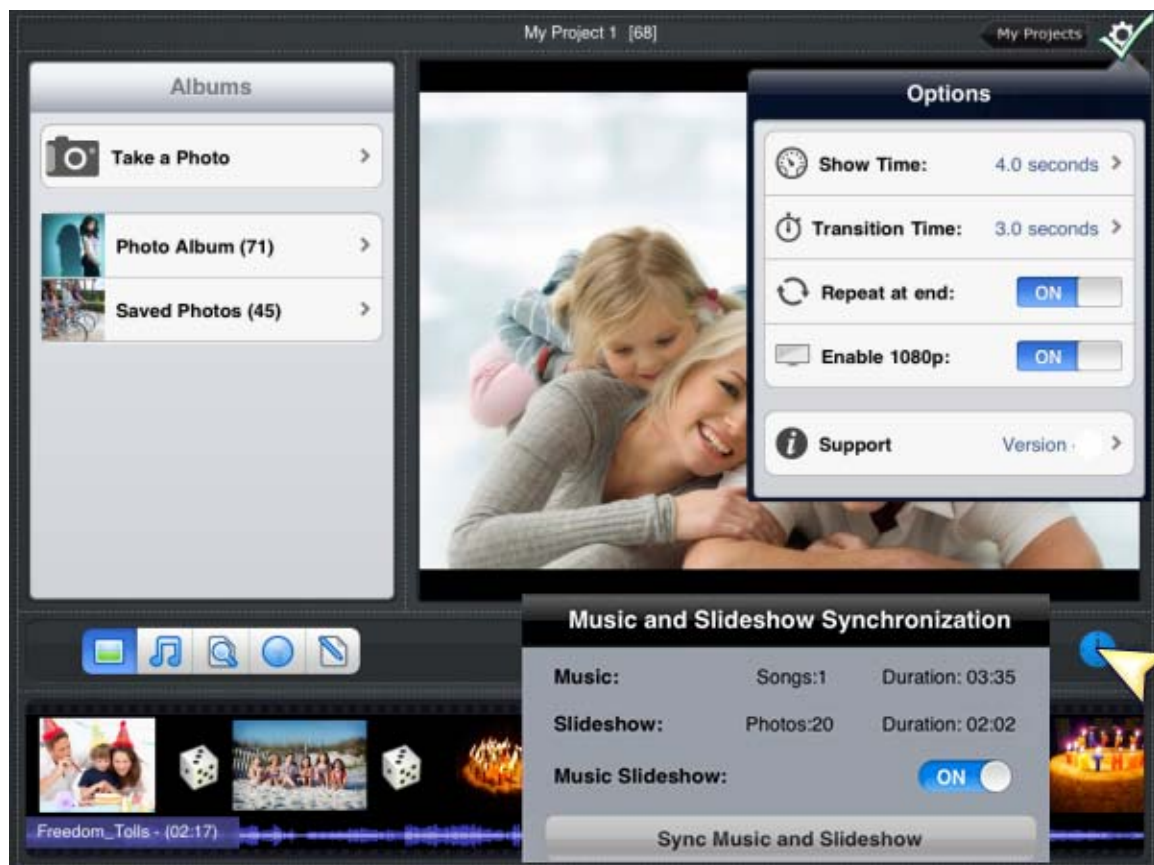 My Project 1 [68]
My Projects
Albums
Take a Photo
Photo Album (71)
Saved Photos (45)
Options
Show Time: 4.0 seconds
Transition Time: 3.0 seconds
Repeat at end: ON
Enable 1080p: ON
Support Version
Music and Slideshow Synchronization
Music: Songs:1 Duration: 03:35
Slideshow: Photos:20 Duration: 02:02
Music Slideshow: ON
Sync Music and Slideshow
Freedom_Tolls - (02:17)